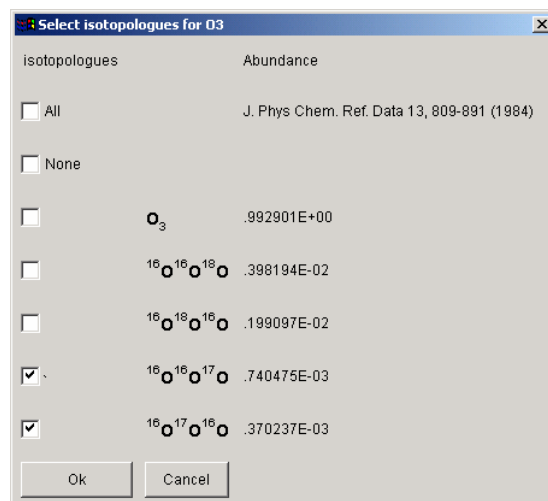 Select isotopologues for O3
isotopologues Abundance
All J. Phys Chem. Ref. Data 13, 809-891 (1984)
None
O₃ .992901E+00
¹⁶O¹⁶O¹⁸O .398194E-02
¹⁶O¹⁸O¹⁶O .199097E-02
¹⁶O¹⁶O¹⁷O .740475E-03
¹⁶O¹⁷O¹⁶O .370237E-03
Ok Cancel